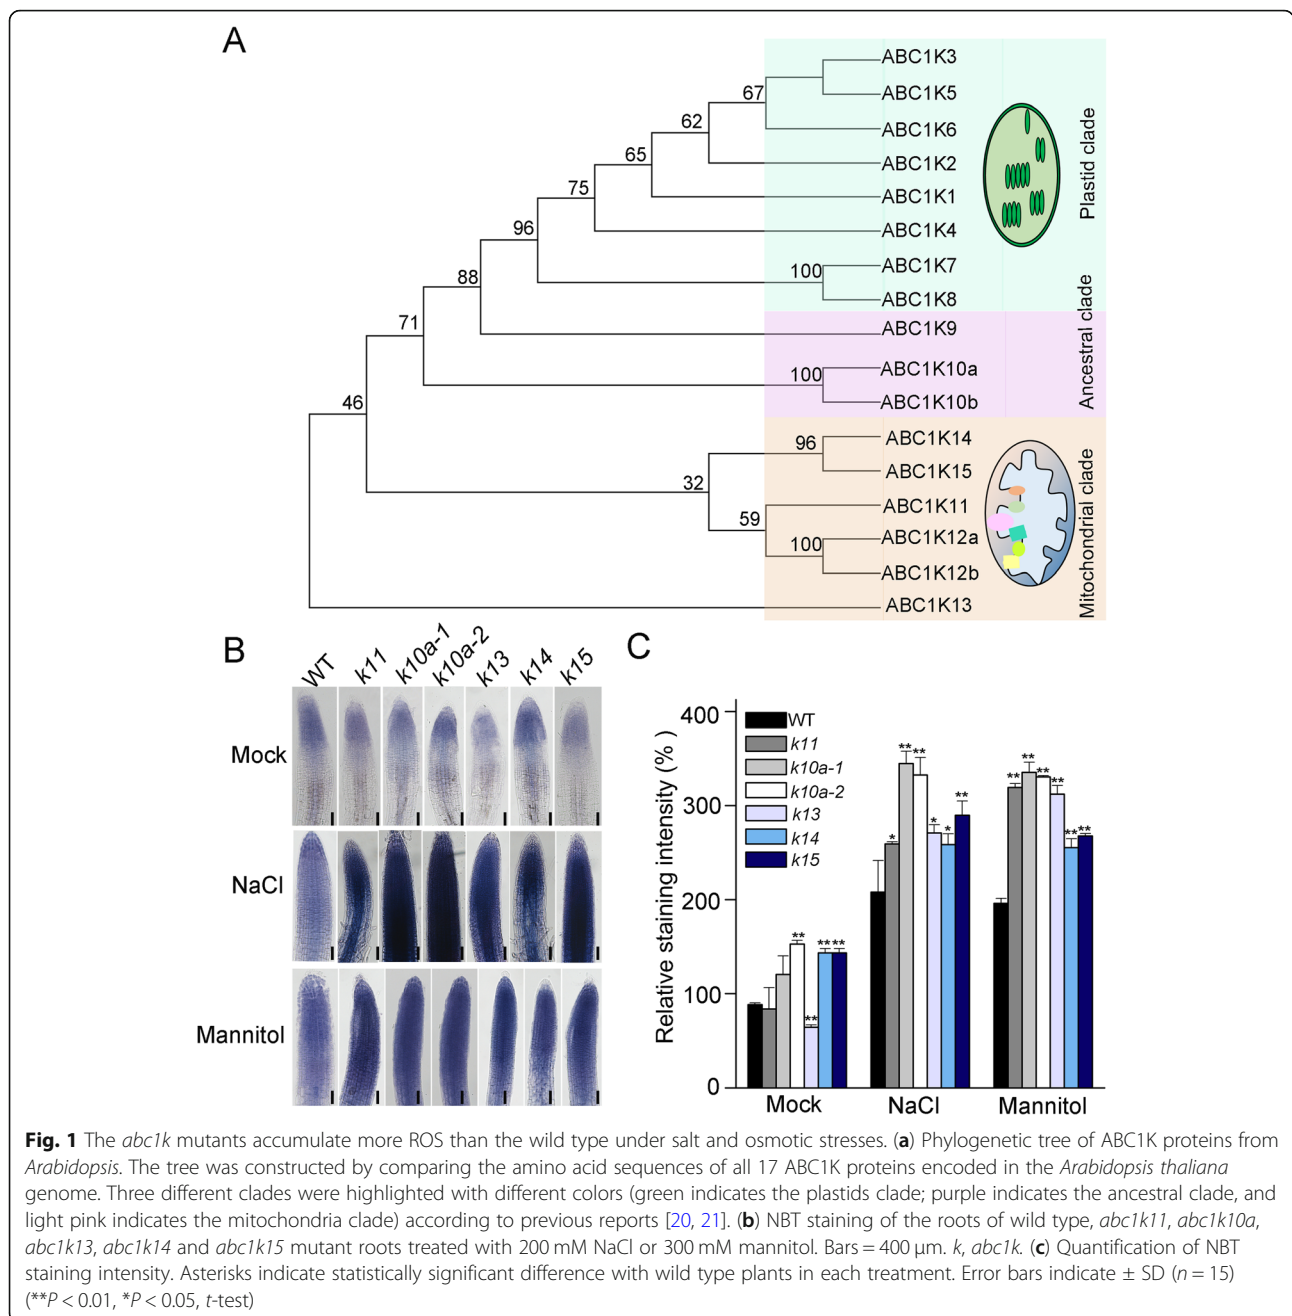 A
ABC1K3
ABC1K5
67
ABC1K6
62
ABC1K2
65
ABC1K1
75
ABC1K4
96
ABC1K7
100
ABC1K8
88
Plastid clade
ABC1K9
71
ABC1K10a
100
ABC1K10b
Ancestral clade
46
ABC1K14
96
ABC1K15
32
ABC1K11
59
ABC1K12a
100
ABC1K12b
ABC1K13
Mitochondrial clade
B
WT k11 k10a-1 k10a-2 k13 k14 k15
Mock
NaCl
Mannitol
C
Relative staining intensity (% )
400
300
200
100
0
WT
k11
k10a-1
k10a-2
k13
k14
k15
** ** ** **
* ** ** * * **
** ** ** ** ** **
Mock NaCl Mannitol
Fig. 1 The abc1k mutants accumulate more ROS than the wild type under salt and osmotic stresses. (a) Phylogenetic tree of ABC1K proteins from
Arabidopsis. The tree was constructed by comparing the amino acid sequences of all 17 ABC1K proteins encoded in the Arabidopsis thaliana
genome. Three different clades were highlighted with different colors (green indicates the plastids clade; purple indicates the ancestral clade, and
light pink indicates the mitochondria clade) according to previous reports [20, 21]. (b) NBT staining of the roots of wild type, abc1k11, abc1k10a,
abc1k13, abc1k14 and abc1k15 mutant roots treated with 200 mM NaCl or 300 mM mannitol. Bars = 400 μm. k, abc1k. (c) Quantification of NBT
staining intensity. Asterisks indicate statistically significant difference with wild type plants in each treatment. Error bars indicate ± SD (n = 15)
(**P < 0.01, *P < 0.05, t-test)